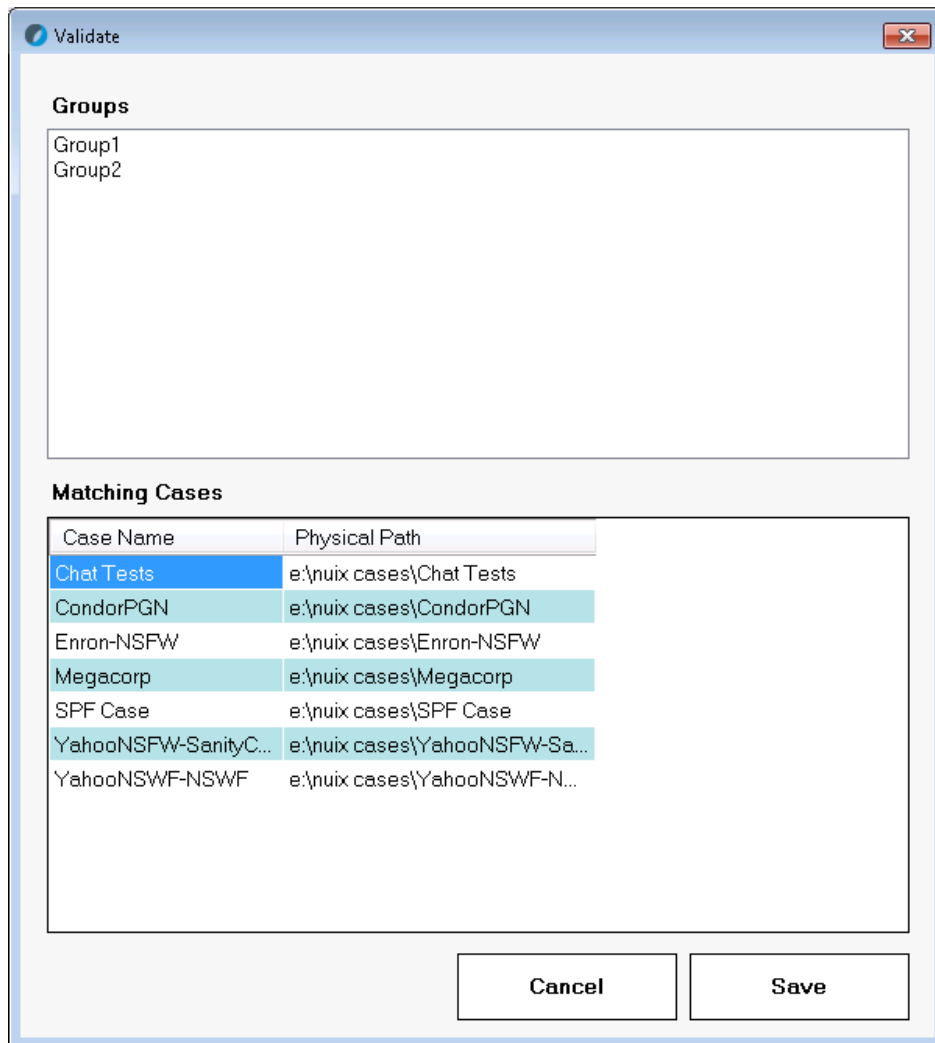 Validate
Groups
Group1
Group2
Matching Cases
Case Name Physical Path
Chat Tests e:\nuix cases\Chat Tests
CondorPGN e:\nuix cases\CondorPGN
Enron-NSFW e:\nuix cases\Enron-NSFW
Megacorp e:\nuix cases\Megacorp
SPF Case e:\nuix cases\SPF Case
YahooNSFW-SanityC... e:\nuix cases\YahooNSFW-Sa...
YahooNSWF-NSWF e:\nuix cases\YahooNSWF-N...
Cancel Save